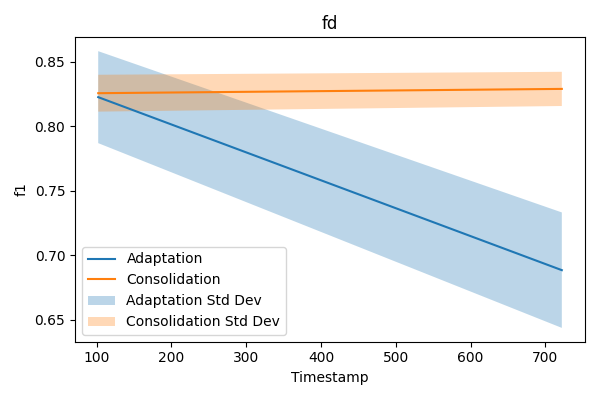 fd
f1
0.85
0.80
0.75
0.70
0.65
Adaptation
Consolidation
Adaptation Std Dev
Consolidation Std Dev
100 200 300 400 500 600 700
Timestamp